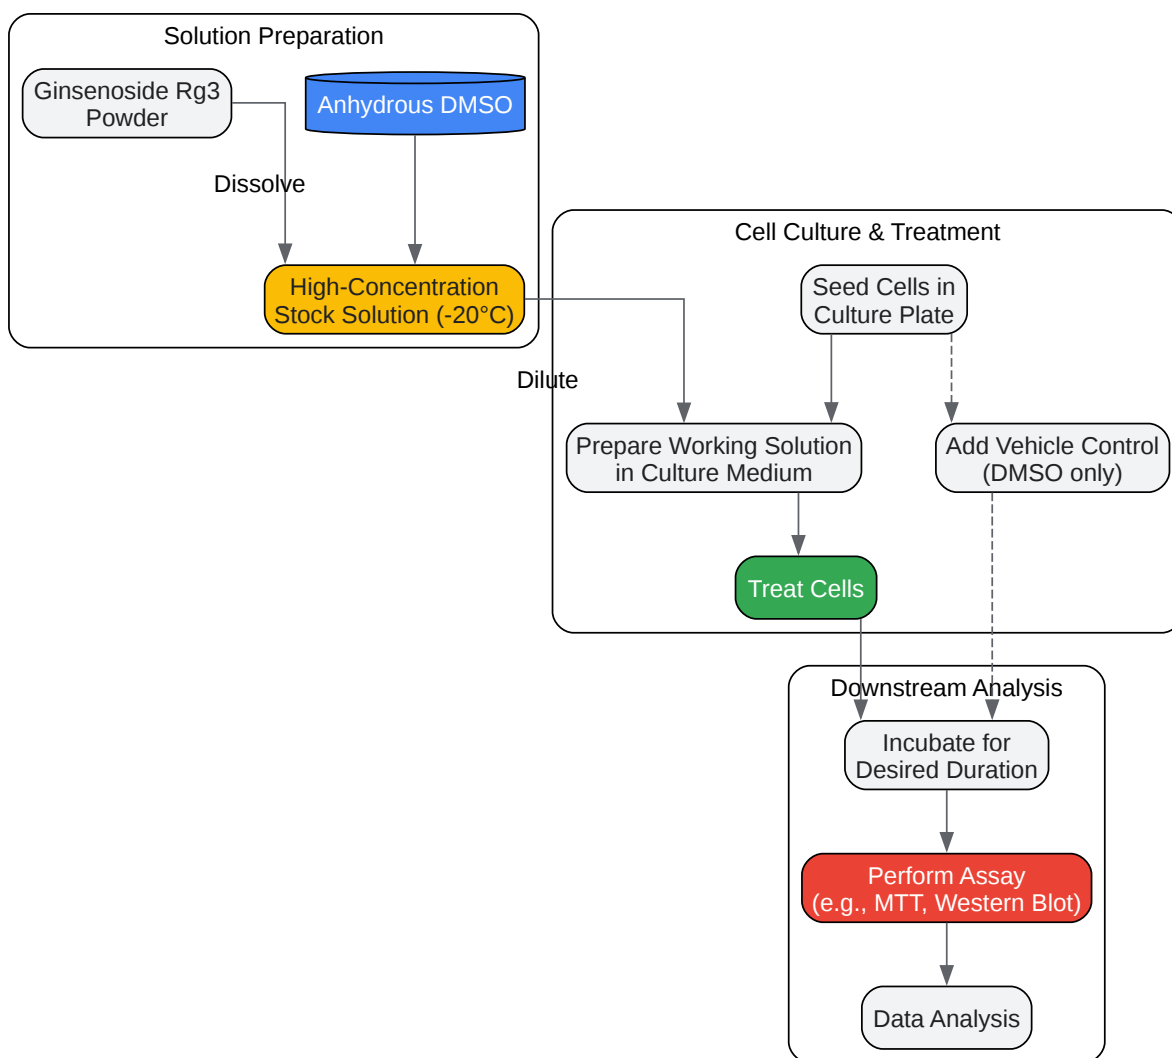 Solution Preparation
Ginsenoside Rg3
Powder
Anhydrous DMSO
Dissolve
High-Concentration
Stock Solution (-20°C)
Cell Culture & Treatment
Seed Cells in
Culture Plate
Dilute
Prepare Working Solution
in Culture Medium
Add Vehicle Control
(DMSO only)
Treat Cells
Downstream Analysis
Incubate for
Desired Duration
Perform Assay
(e.g., MTT, Western Blot)
Data Analysis